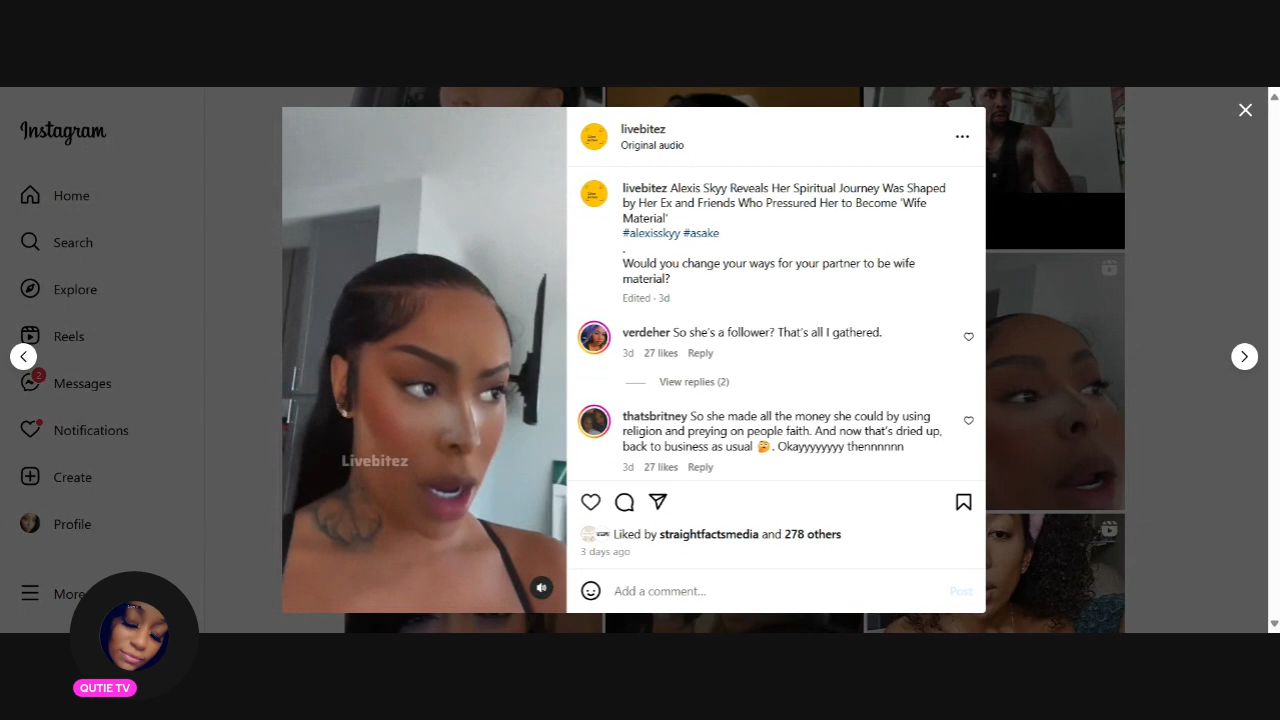 Instagram
Home
Search
Explore
Reels
2
Messages
Notifications
Create
Profile
More
QUTIE TV
Livebitez
livebitez
Original audio
livebitez Alexis Skyy Reveals Her Spiritual Journey Was Shaped
by Her Ex and Friends Who Pressured Her to Become 'Wife
Material'
#alexisskyy #asake
.
Would you change your ways for your partner to be wife
material?
Edited · 3d
verdeher So she's a follower? That's all I gathered.
3d 27 likes Reply
View replies (2)
thatsbritney So she made all the money she could by using
religion and preying on people faith. And now that's dried up,
back to business as usual 🤔. Okayyyyyyyy thennnnnn
3d 27 likes Reply
Liked by straightfactsmedia and 278 others
3 days ago
Add a comment...
Post